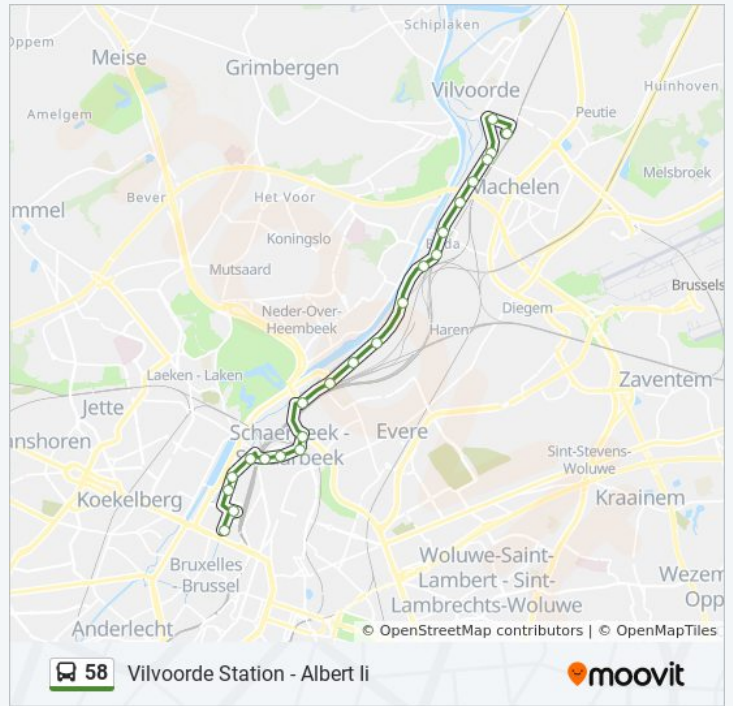 Schiplaken
Oppem
Meise
Grimbergen
Vilvoorde
Huinhoven
Amelgem
Peutie
Machelen
Melsbroek
Bever
Het Voor
mmel
Koningslo
Mutsaard
Brussels
Neder-Over-
Heembeek
Diegem
Haren
Laeken - Laken
Zaventem
Jette
anshoren
Evere
Sint-Stevens-
Woluwe
Koekelberg
Kraainem
Woluwe-Saint-
Lambert - Sint-
Lambrechts-Woluwe
Bruxelles
- Brussel
Wezem
Opp
Anderlecht
© OpenStreetMap contributors | © OpenMapTiles
58 Vilvoorde Station - Albert Ii
moovit